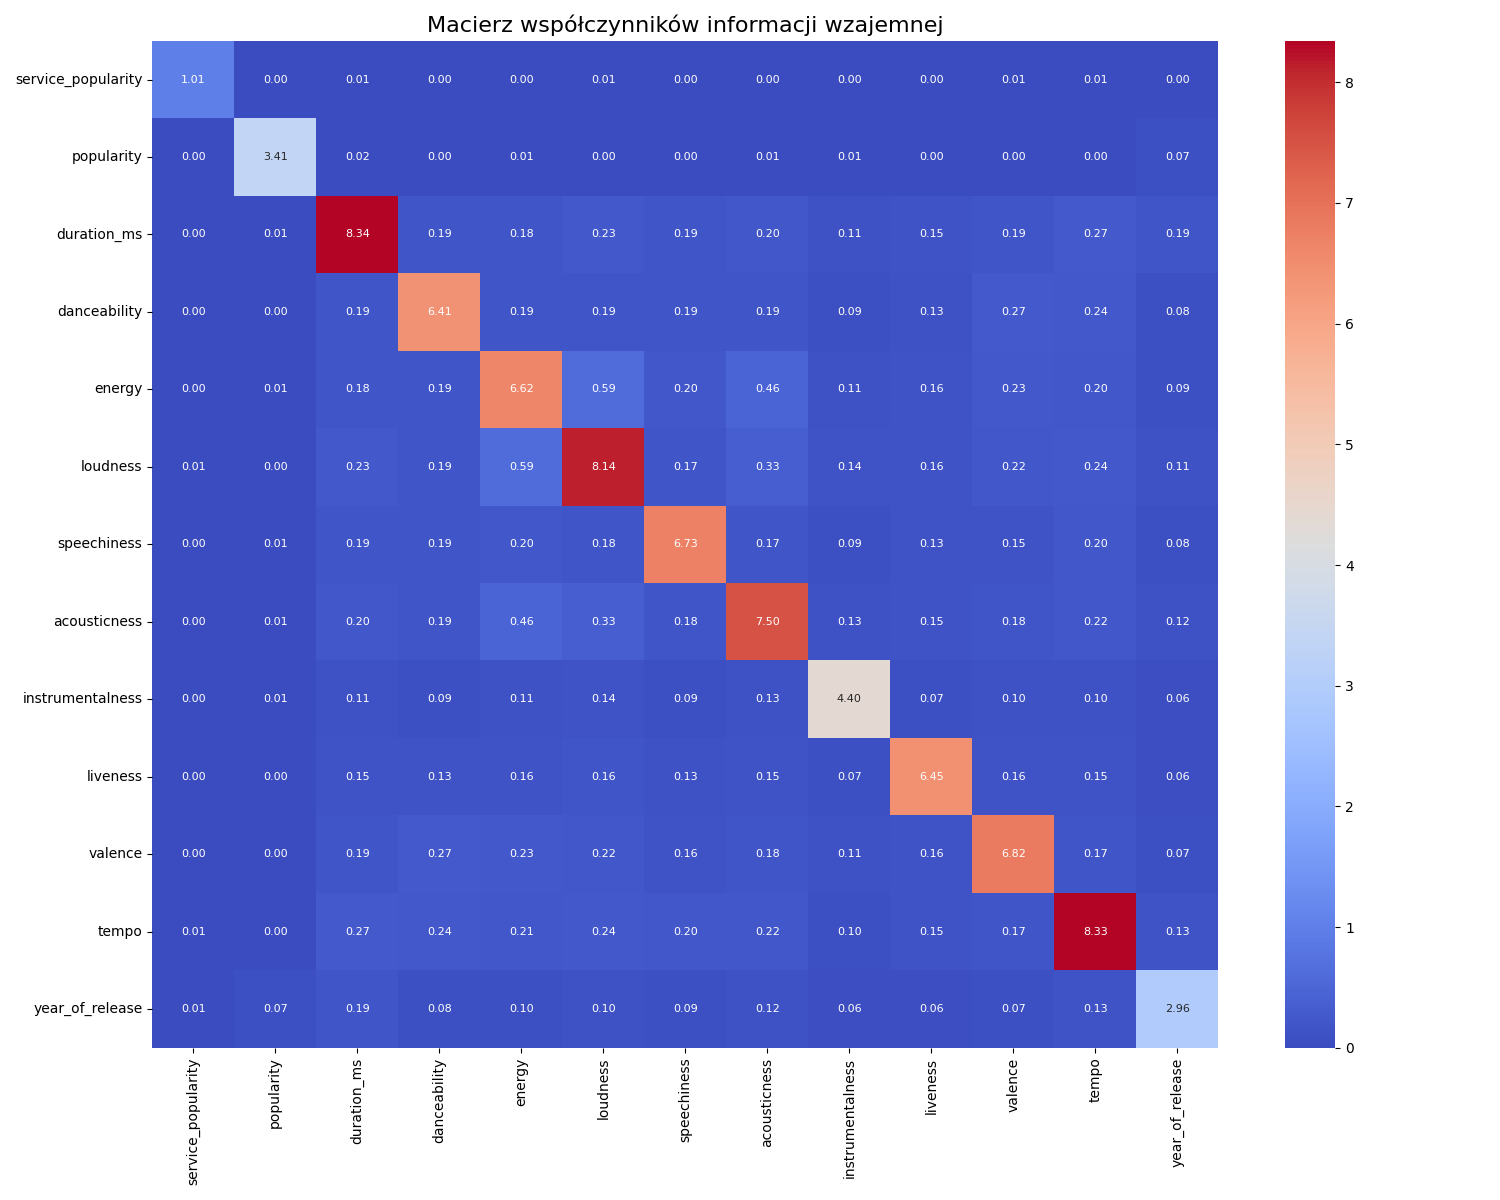 Macierz współczynników informacji wzajemnej
service_popularity 1.01 0.00 0.01 0.00 0.00 0.01 0.00 0.00 0.00 0.00 0.01 0.01 0.00
popularity 0.00 3.41 0.02 0.00 0.01 0.00 0.00 0.01 0.01 0.00 0.00 0.00 0.07
duration_ms 0.00 0.01 8.34 0.19 0.18 0.23 0.19 0.20 0.11 0.15 0.19 0.27 0.19
danceability 0.00 0.00 0.19 6.41 0.19 0.19 0.19 0.19 0.09 0.13 0.27 0.24 0.08
energy 0.00 0.01 0.18 0.19 6.62 0.59 0.20 0.46 0.11 0.16 0.23 0.20 0.09
loudness 0.01 0.00 0.23 0.19 0.59 8.14 0.17 0.33 0.14 0.16 0.22 0.24 0.11
speechiness 0.00 0.01 0.19 0.19 0.20 0.18 6.73 0.17 0.09 0.13 0.15 0.20 0.08
acousticness 0.00 0.01 0.20 0.19 0.46 0.33 0.18 7.50 0.13 0.15 0.18 0.22 0.12
instrumentalness 0.00 0.01 0.11 0.09 0.11 0.14 0.09 0.13 4.40 0.07 0.10 0.10 0.06
liveness 0.00 0.00 0.15 0.13 0.16 0.16 0.13 0.15 0.07 6.45 0.16 0.15 0.06
valence 0.00 0.00 0.19 0.27 0.23 0.22 0.16 0.18 0.11 0.16 6.82 0.17 0.07
tempo 0.01 0.00 0.27 0.24 0.21 0.24 0.20 0.22 0.10 0.15 0.17 8.33 0.13
year_of_release 0.01 0.07 0.19 0.08 0.10 0.10 0.09 0.12 0.06 0.06 0.07 0.13 2.96
service_popularity
popularity
duration_ms
danceability
energy
loudness
speechiness
acousticness
instrumentalness
liveness
valence
tempo
year_of_release
8
7
6
5
4
3
2
1
0